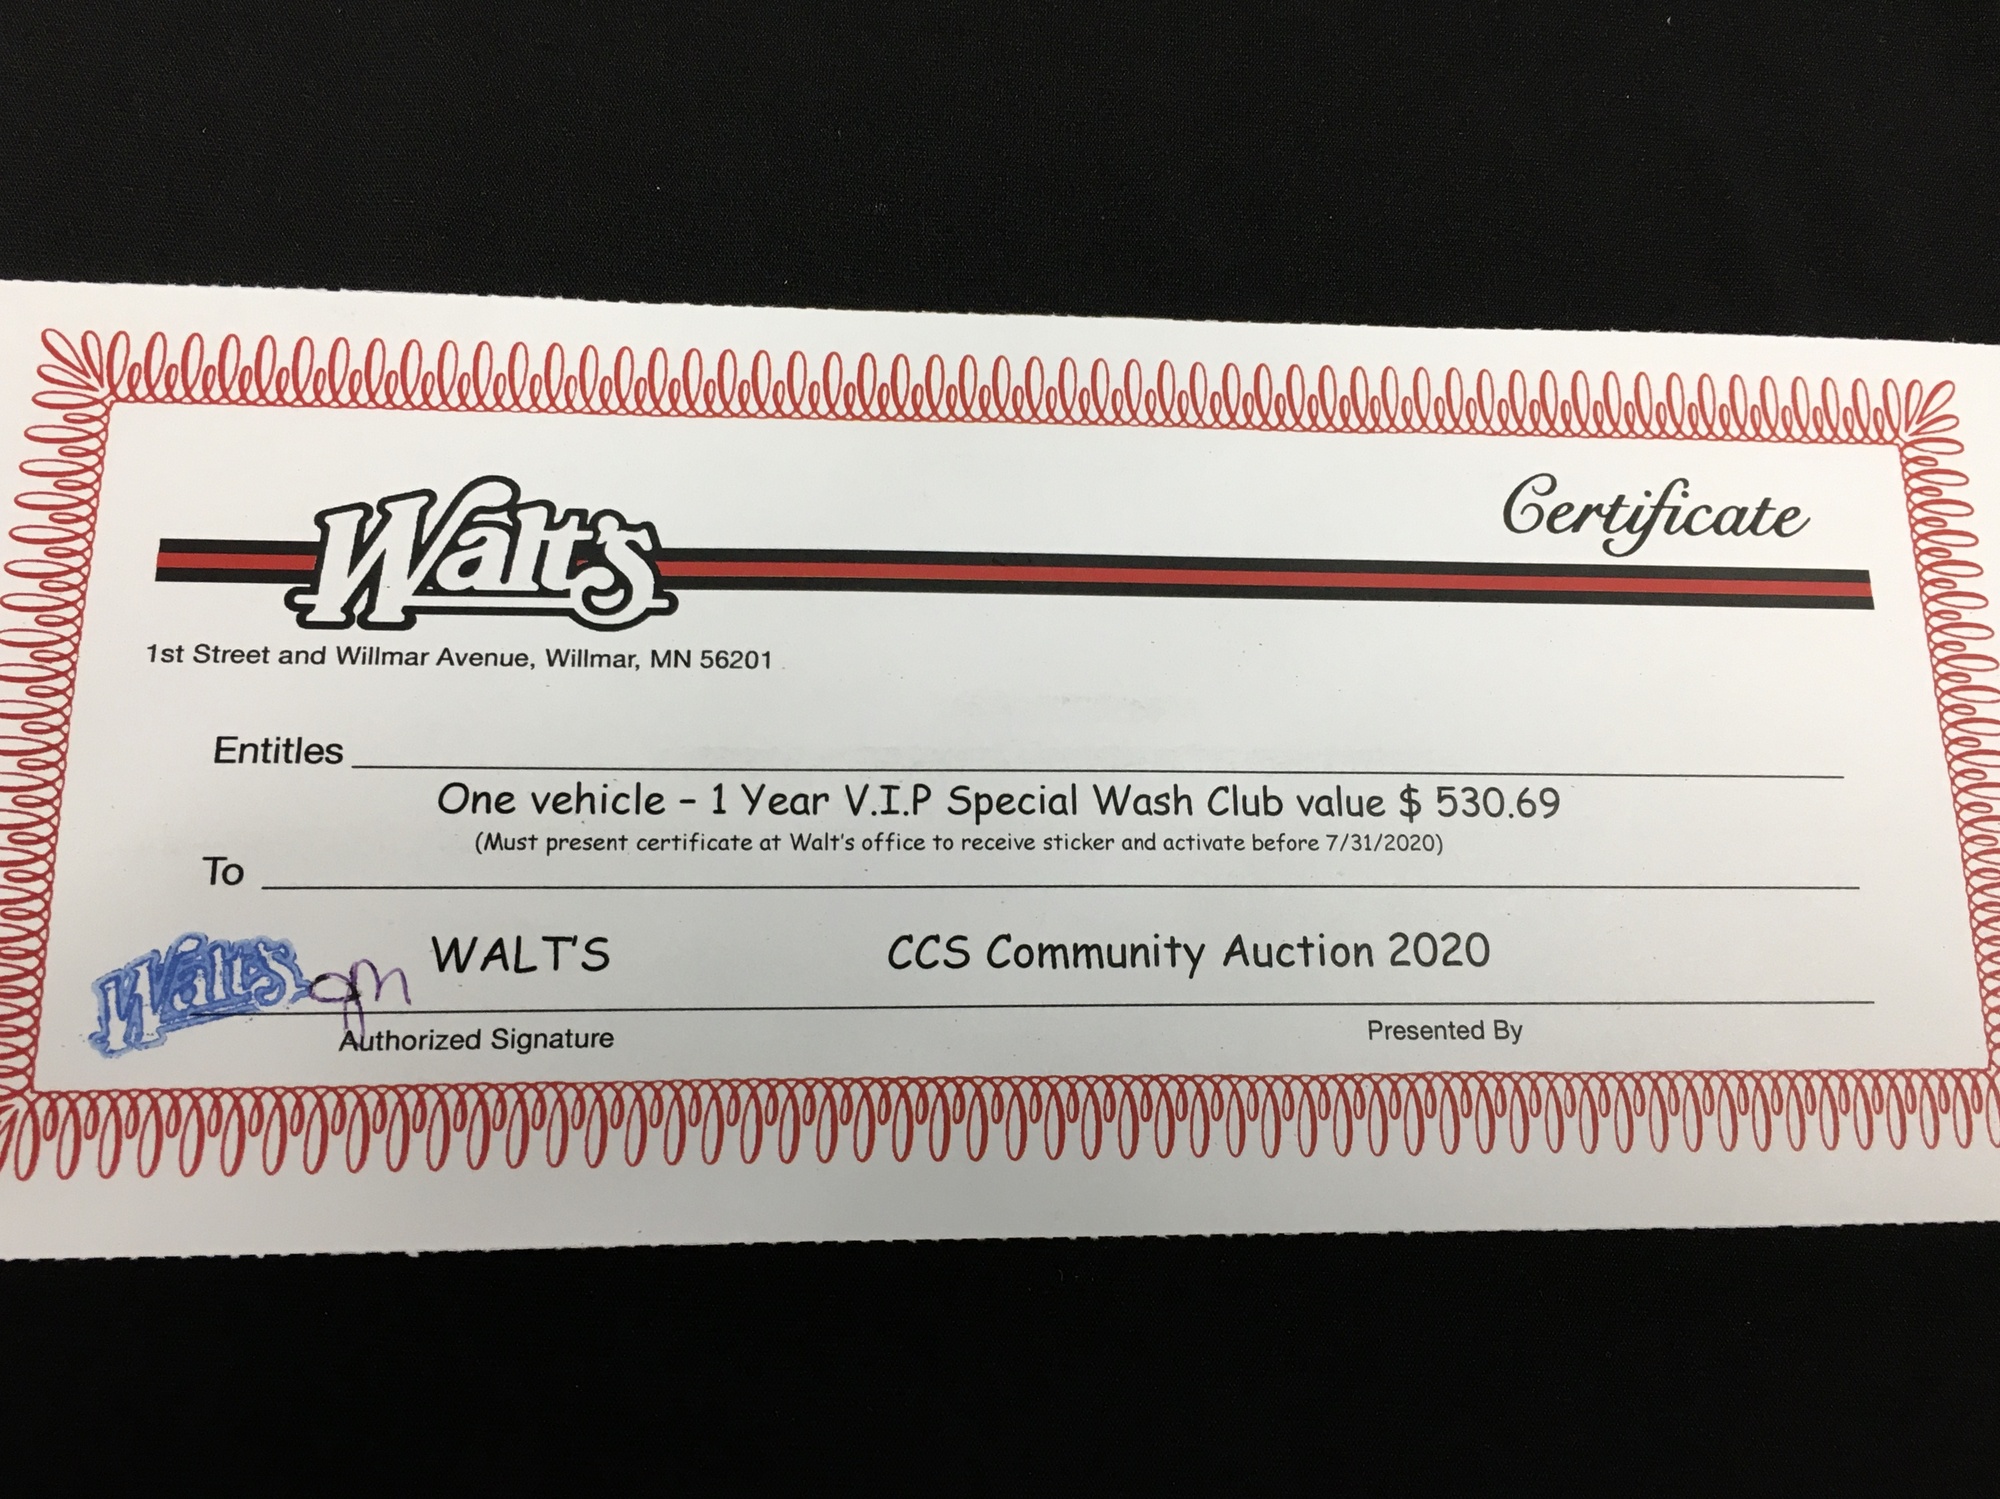 Walt's
Certificate
1st Street and Willmar Avenue, Willmar, MN 56201
Entitles
One vehicle - 1 Year V.I.P Special Wash Club value $ 530.69
(Must present certificate at Walt's office to receive sticker and activate before 7/31/2020)
To
Walt's
WALT'S CCS Community Auction 2020
Authorized Signature Presented By